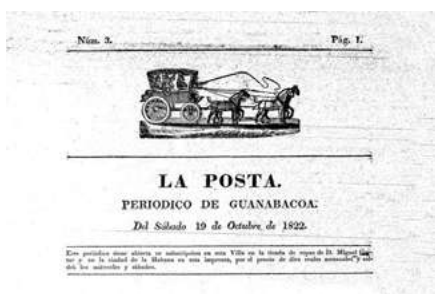 Núm. 3. Pág. 1.
LA POSTA.
PERIODICO DE GUANABACOA.
Del Sábado 19 de Octubre de 1822.
Este periodico tiene abierta su subscripcion en esta Villa en la tienda de ropas de D. Miguel
y en la ciudad de la Habana en esta imprenta, por el precio de diez reales mensuales y
los miércoles y sábados.